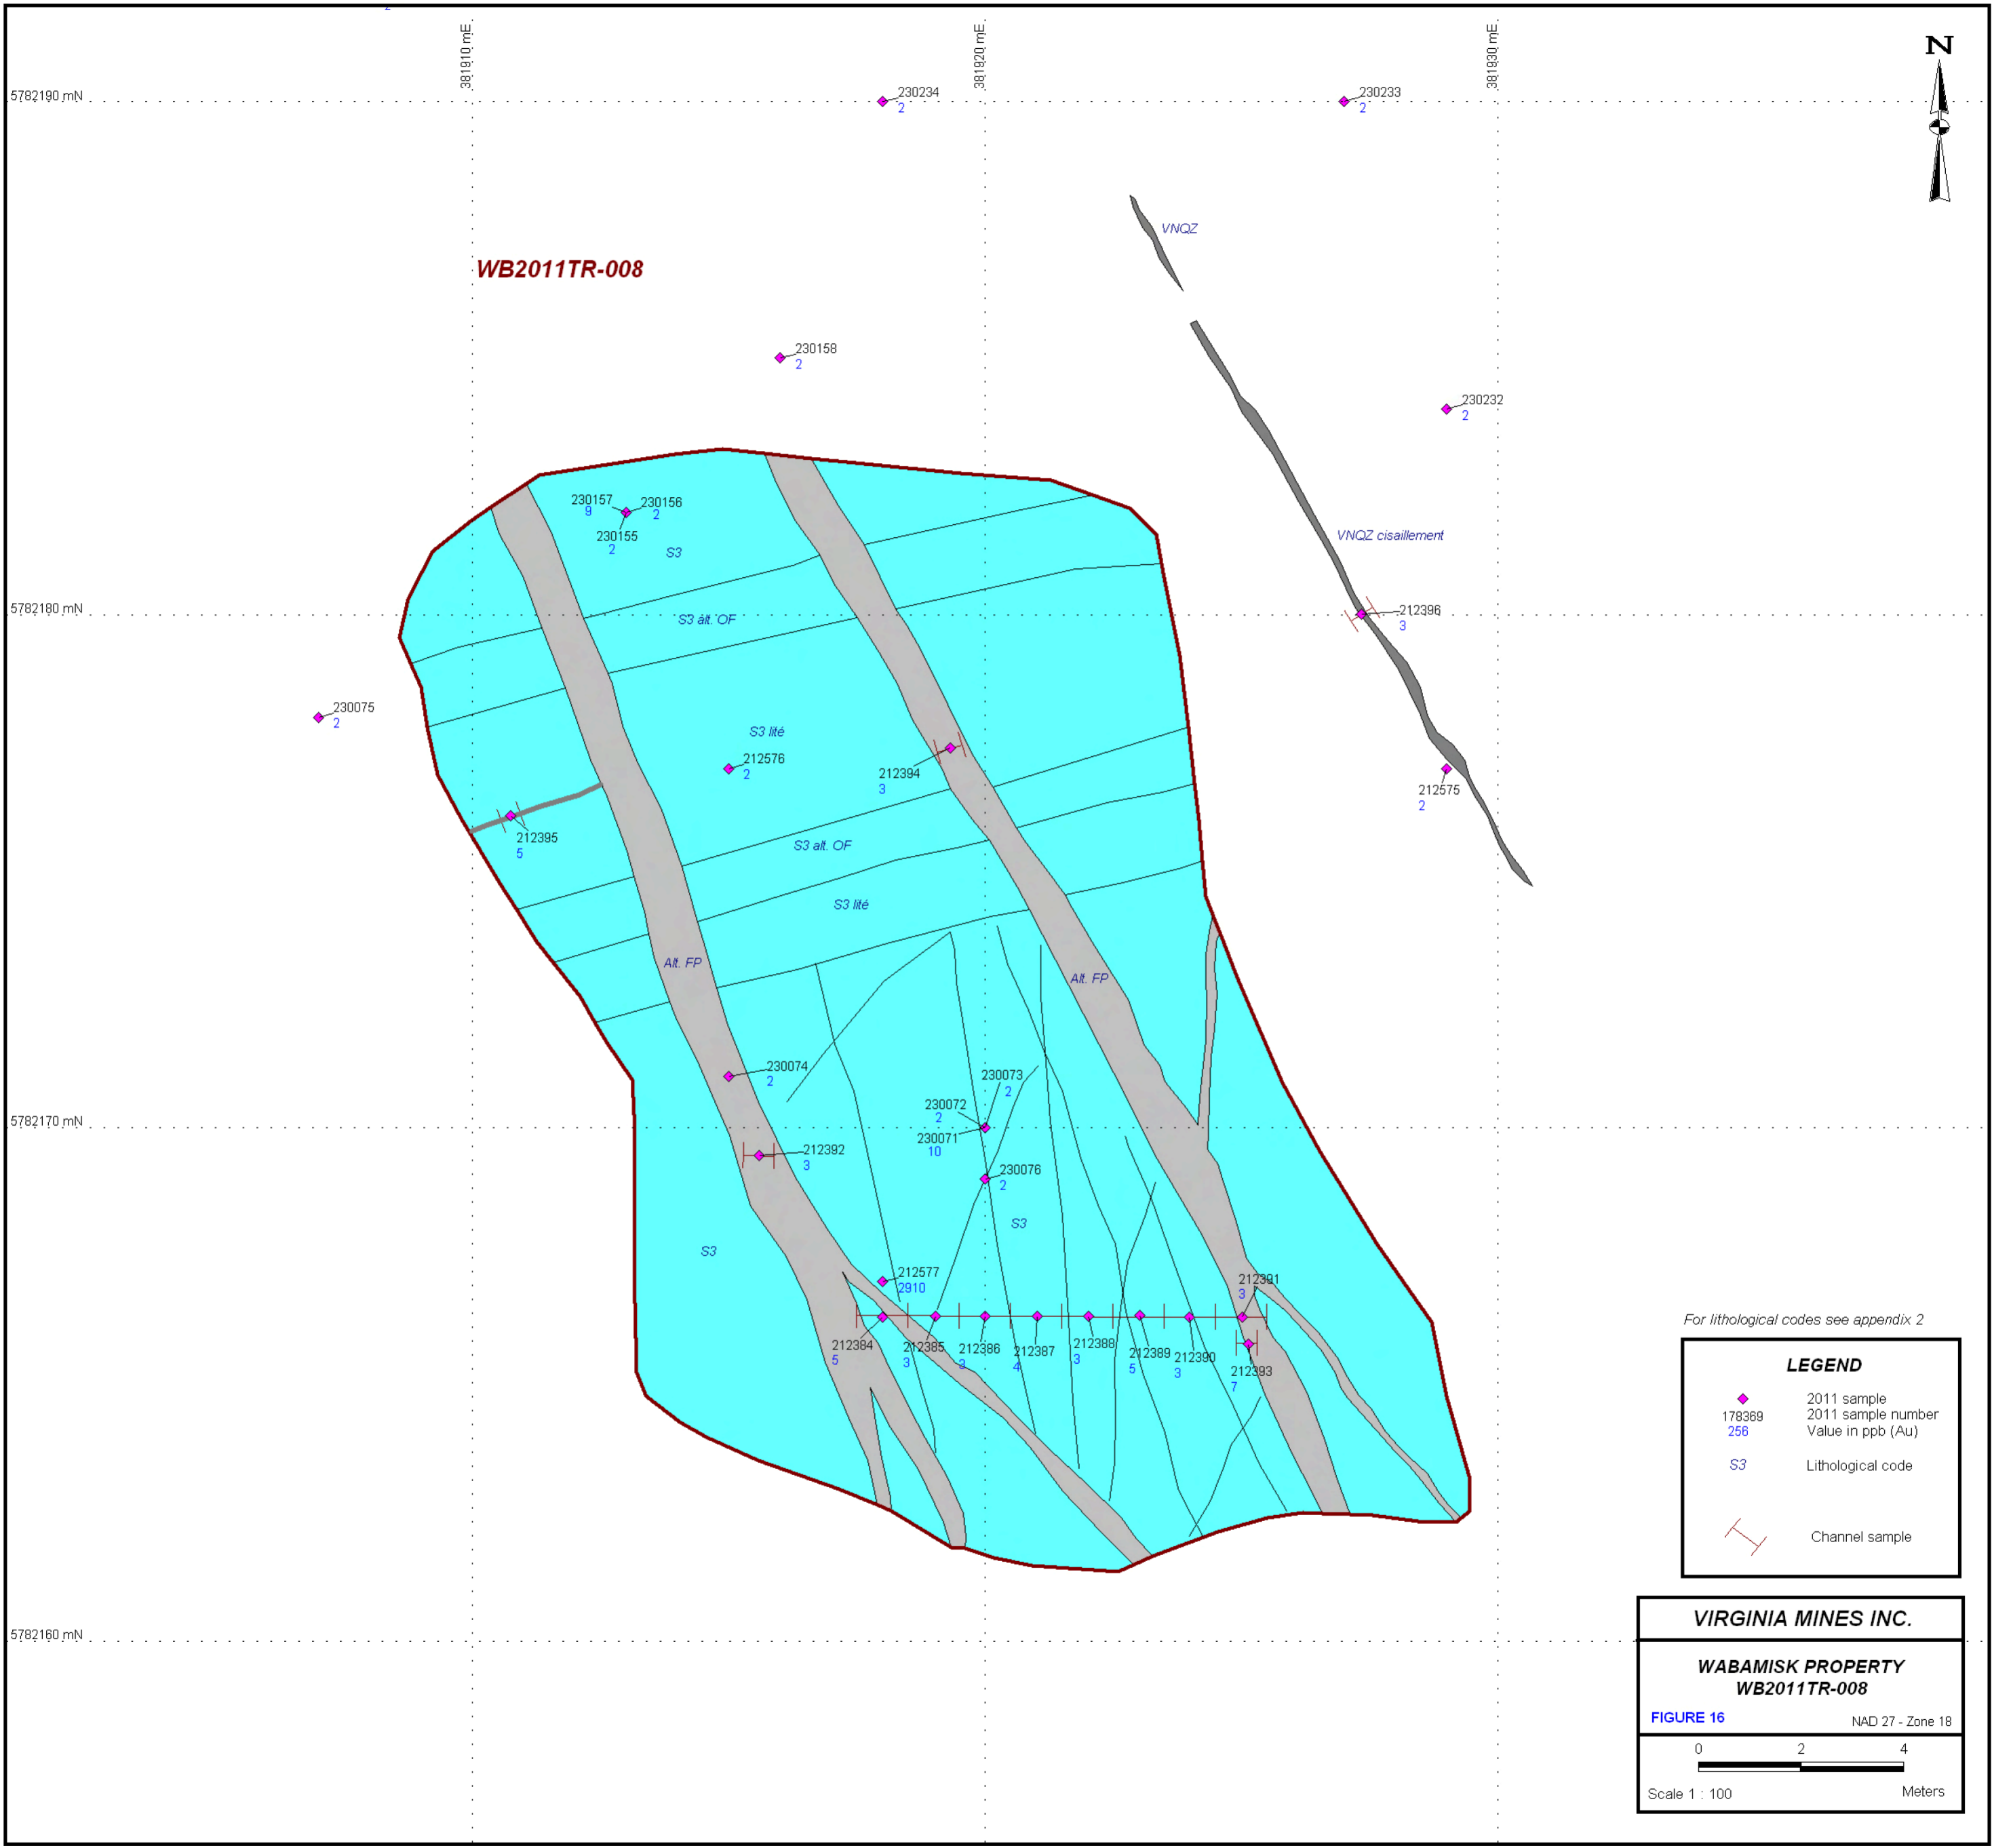 381910 mE
381920 mE
381930 mE
N
5782190 mN
230234
2
230233
2
VNQZ
WB2011TR-008
230158
2
230232
2
230157
9
230156
2
230155
2
S3
VNQZ cisaillement
5782180 mN
S3 alt. OF
212396
3
230075
2
S3 lité
212576
2
212394
3
212575
2
212395
5
S3 alt. OF
S3 lité
Alt. FP
Alt. FP
230074
2
230073
2
230072
2
230071
10
5782170 mN
212392
3
230076
2
S3
S3
212577
2910
212391
3
212384
5
212385
3
212386
3
212387
4
212388
3
212389
5
212390
3
212393
7
For lithological codes see appendix 2
LEGEND
2011 sample
178369
2011 sample number
256
Value in ppb (Au)
S3
Lithological code
Channel sample
5782160 mN
VIRGINIA MINES INC.
WABAMISK PROPERTY
WB2011TR-008
FIGURE 16
NAD 27 - Zone 18
0 2 4
Scale 1 : 100
Meters